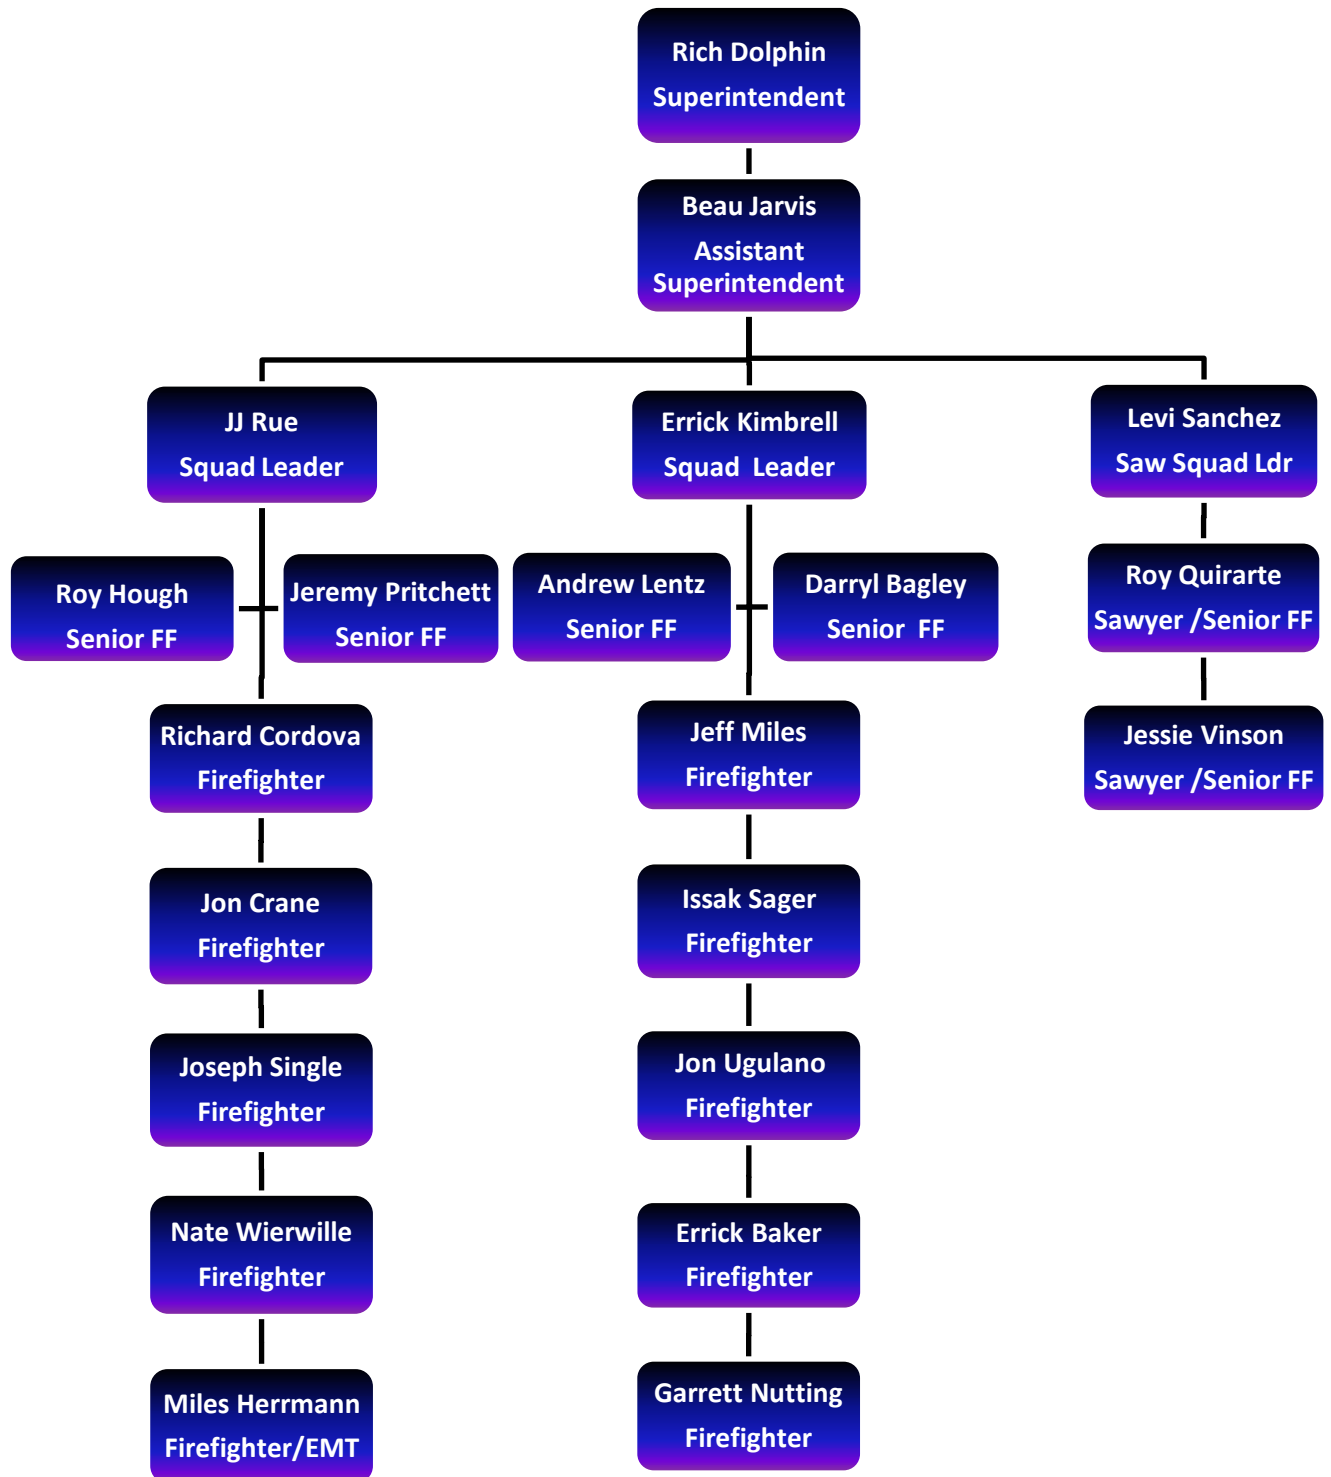 Rich Dolphin
Superintendent
Beau Jarvis
Assistant
Superintendent
JJ Rue
Squad Leader
Errick Kimbrell
Squad  Leader
Levi Sanchez
Saw Squad Ldr
Roy Hough
Senior FF
Jeremy Pritchett
Senior FF
Andrew Lentz
Senior FF
Darryl Bagley
Senior  FF
Roy Quirarte
Sawyer /Senior FF
Richard Cordova
Firefighter
Jeff Miles
Firefighter
Jessie Vinson
Sawyer /Senior FF
Jon Crane
Firefighter
Issak Sager
Firefighter
Joseph Single
Firefighter
Jon Ugulano
Firefighter
Nate Wierwille
Firefighter
Errick Baker
Firefighter
Miles Herrmann
Firefighter/EMT
Garrett Nutting
Firefighter